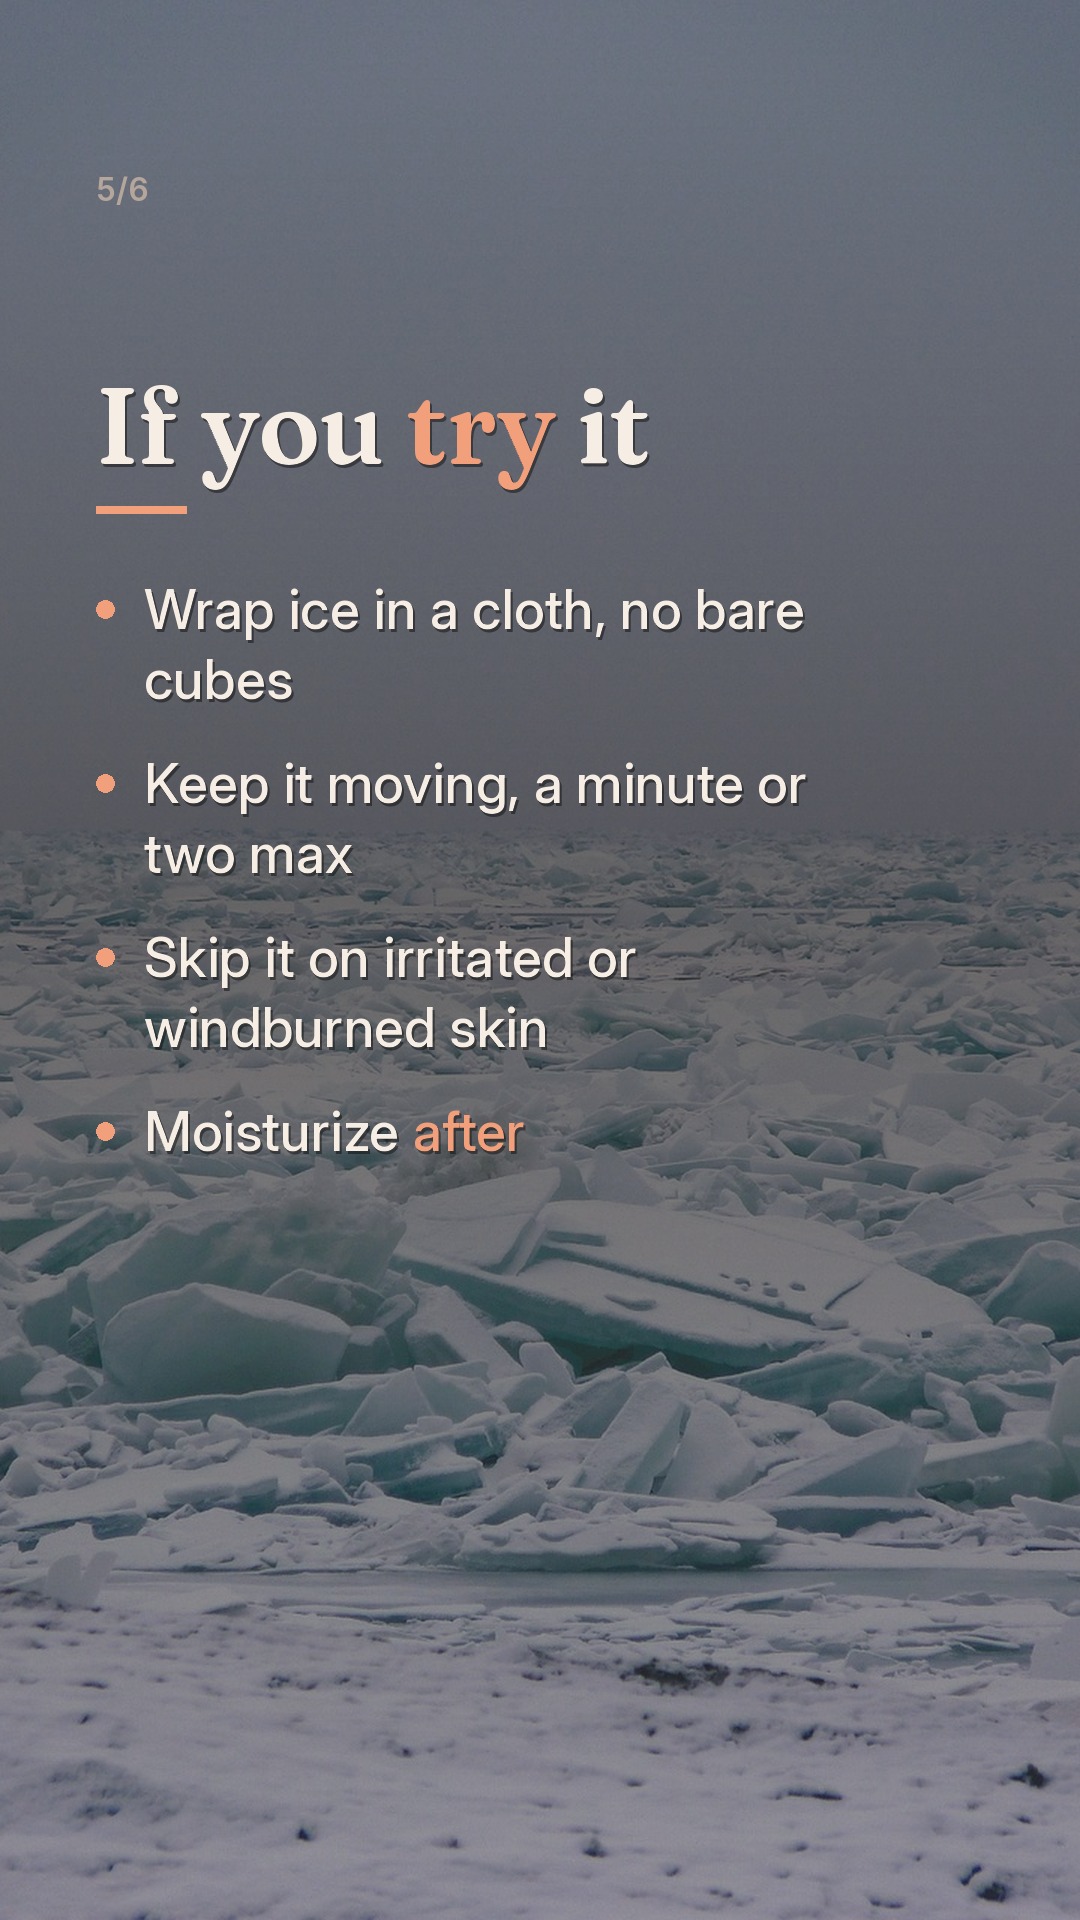 5/6
If you try it
Wrap ice in a cloth, no bare
cubes
Keep it moving, a minute or
two max
Skip it on irritated or
windburned skin
Moisturize after